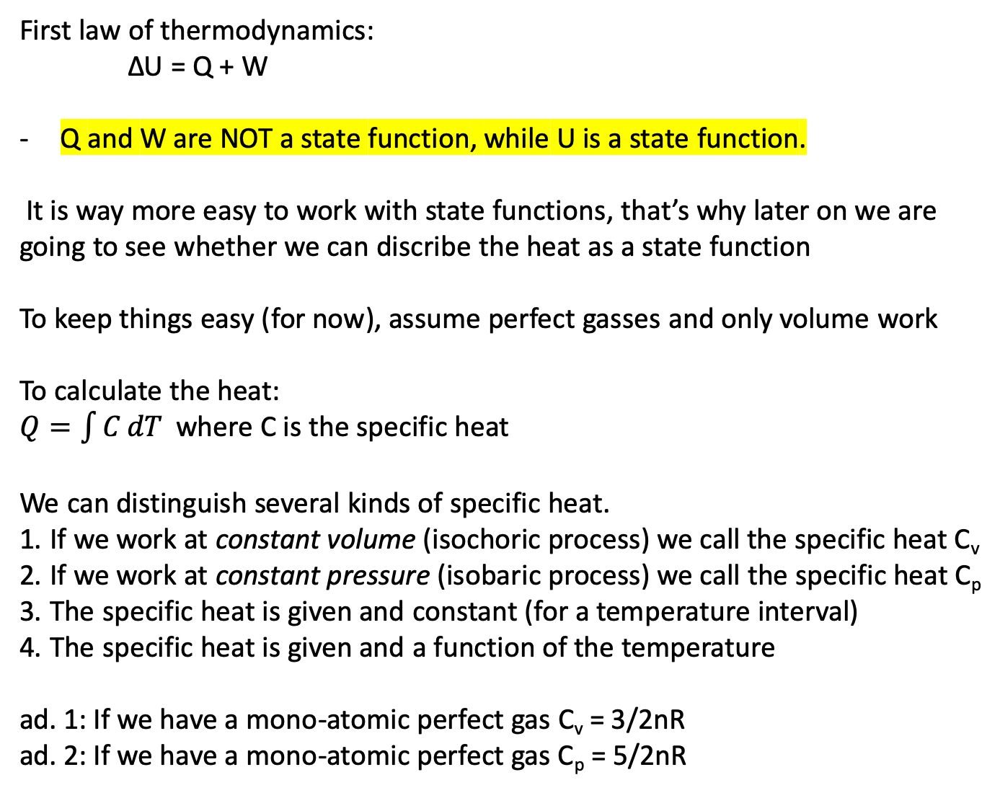 First law of thermodynamics:
ΔU = Q + W
- Q and W are NOT a state function, while U is a state function.
It is way more easy to work with state functions, that’s why later on we are
going to see whether we can discribe the heat as a state function
To keep things easy (for now), assume perfect gasses and only volume work
To calculate the heat:
Q = ∫ C dT where C is the specific heat
We can distinguish several kinds of specific heat.
1. If we work at constant volume (isochoric process) we call the specific heat Cᵥ
2. If we work at constant pressure (isobaric process) we call the specific heat Cₚ
3. The specific heat is given and constant (for a temperature interval)
4. The specific heat is given and a function of the temperature
ad. 1: If we have a mono-atomic perfect gas Cᵥ = 3/2nR
ad. 2: If we have a mono-atomic perfect gas Cₚ = 5/2nR